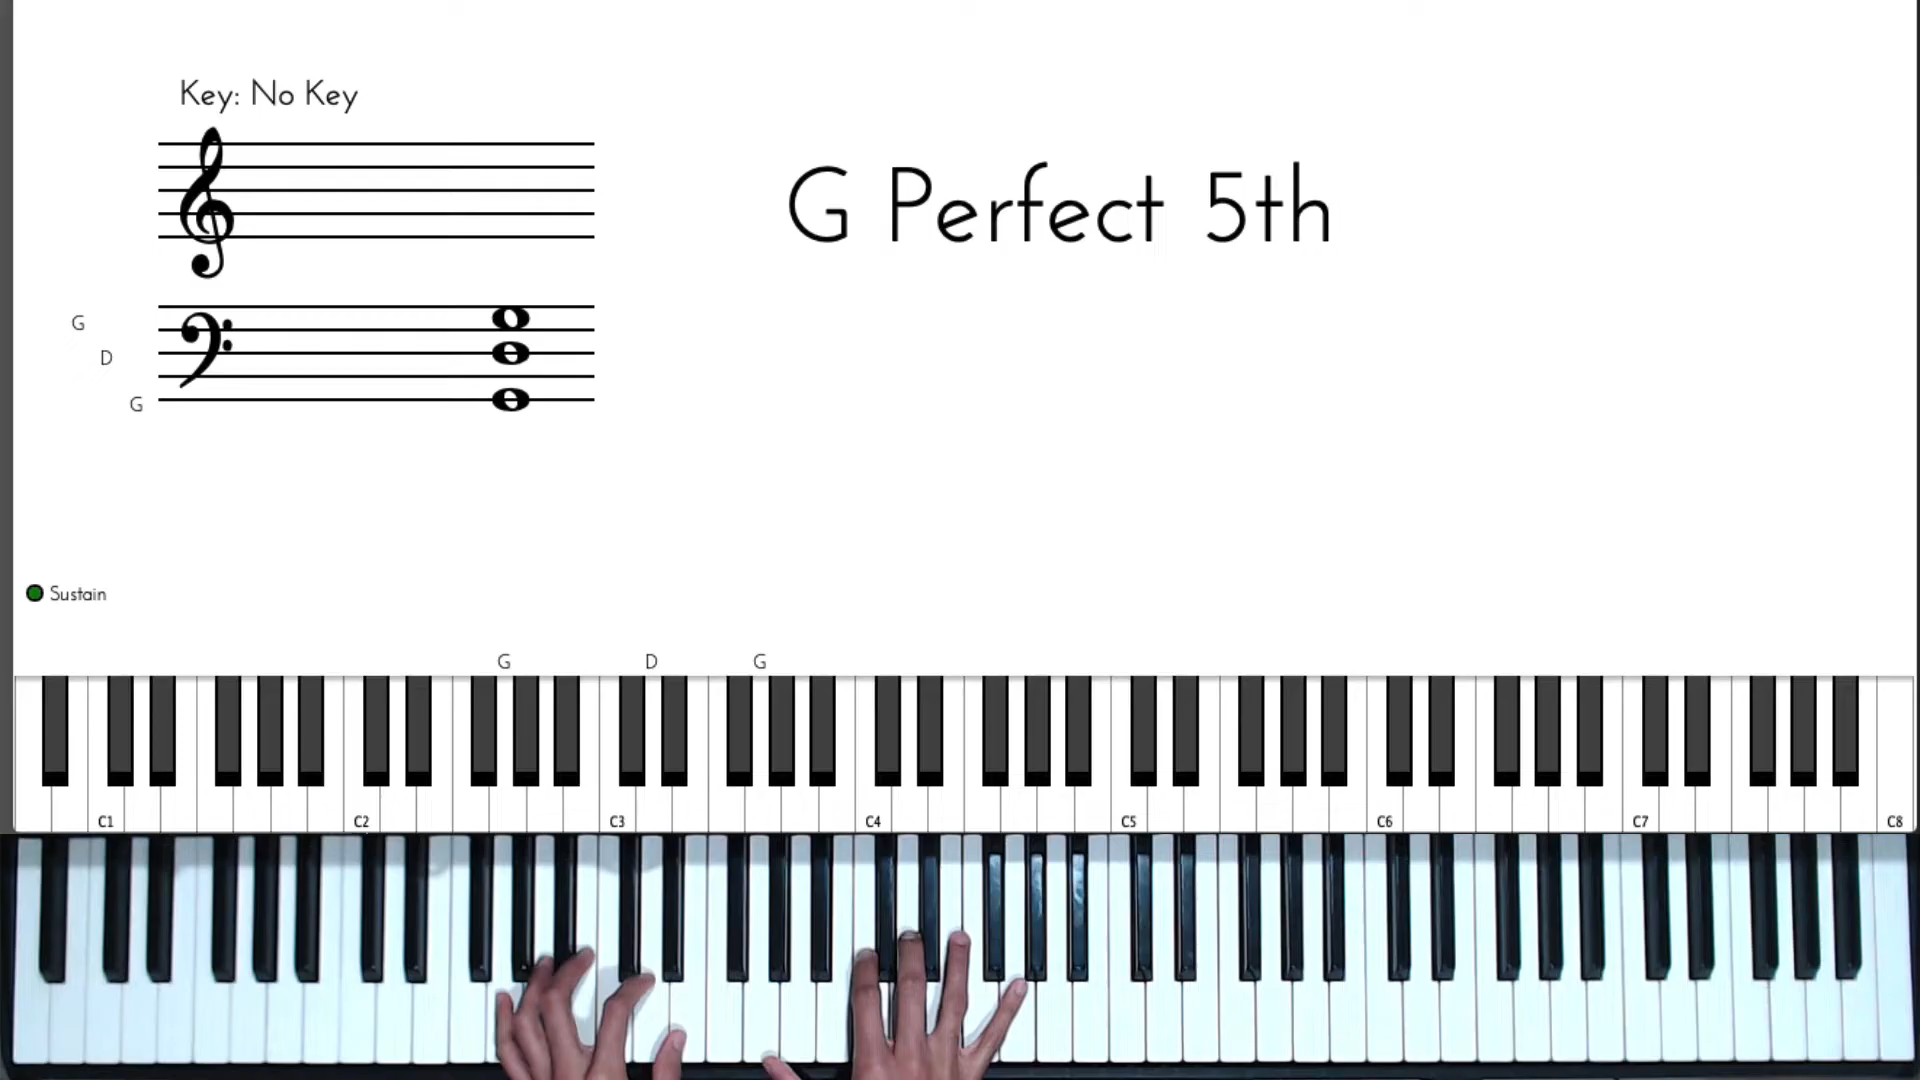 Key: No Key
G Perfect 5th
G
D
G
Sustain
G D G
C1 C2 C3 C4 C5 C6 C7 C8